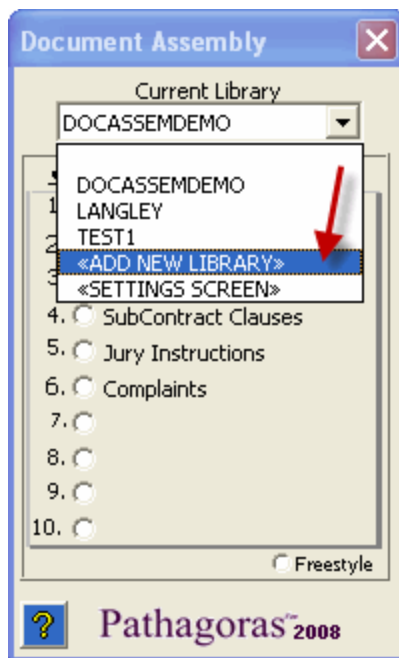 Document Assembly
Current Library
DOCASSEMDEMO
DOCASSEMDEMO
LANGLEY
TEST1
«ADD NEW LIBRARY»
«SETTINGS SCREEN»
1
2
3
4. SubContract Clauses
5. Jury Instructions
6. Complaints
7.
8.
9.
10.
Freestyle
? Pathagoras™ 2008